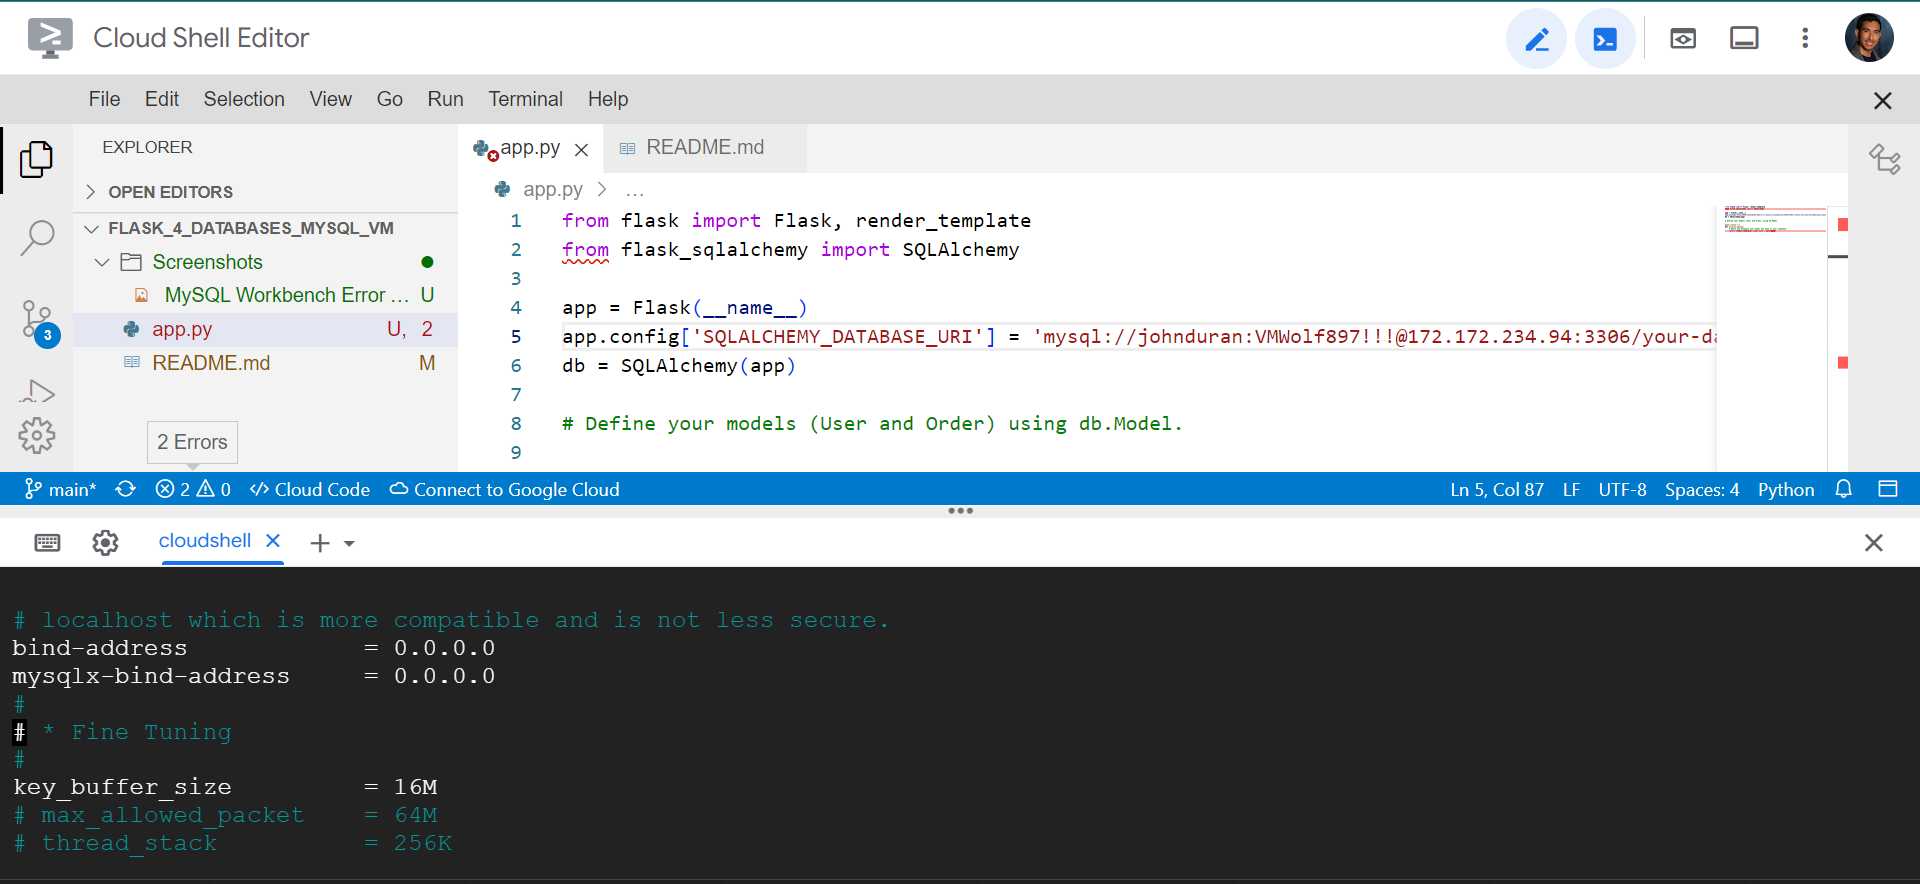 Cloud Shell Editor
File Edit Selection View Go Run Terminal Help
EXPLORER
OPEN EDITORS
FLASK_4_DATABASES_MYSQL_VM
Screenshots
MySQL Workbench Error ... U
app.py U, 2
README.md M
3
2 Errors
app.py README.md
app.py > ...
1 from flask import Flask, render_template
2 from flask_sqlalchemy import SQLAlchemy
3
4 app = Flask(__name__)
5 app.config['SQLALCHEMY_DATABASE_URI'] = 'mysql://johnduran:VMWolf897!!!@172.172.234.94:3306/your-da
6 db = SQLAlchemy(app)
7
8 # Define your models (User and Order) using db.Model.
9
main* 2 0 Cloud Code Connect to Google Cloud Ln 5, Col 87 LF UTF-8 Spaces: 4 Python
cloudshell
# localhost which is more compatible and is not less secure.
bind-address = 0.0.0.0
mysqlx-bind-address = 0.0.0.0
#
# * Fine Tuning
#
key_buffer_size = 16M
# max_allowed_packet = 64M
# thread_stack = 256K